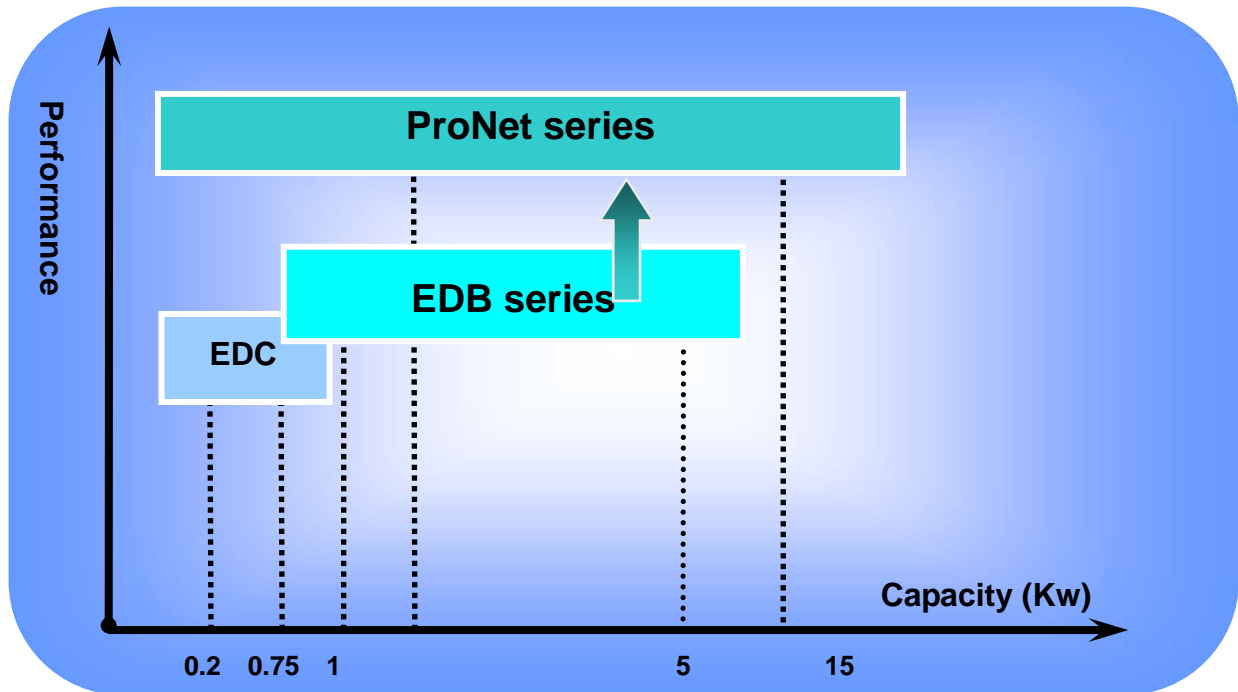 Performance
ProNet series
EDB series
EDC
Capacity (Kw)
0.2 0.75 1 5 15